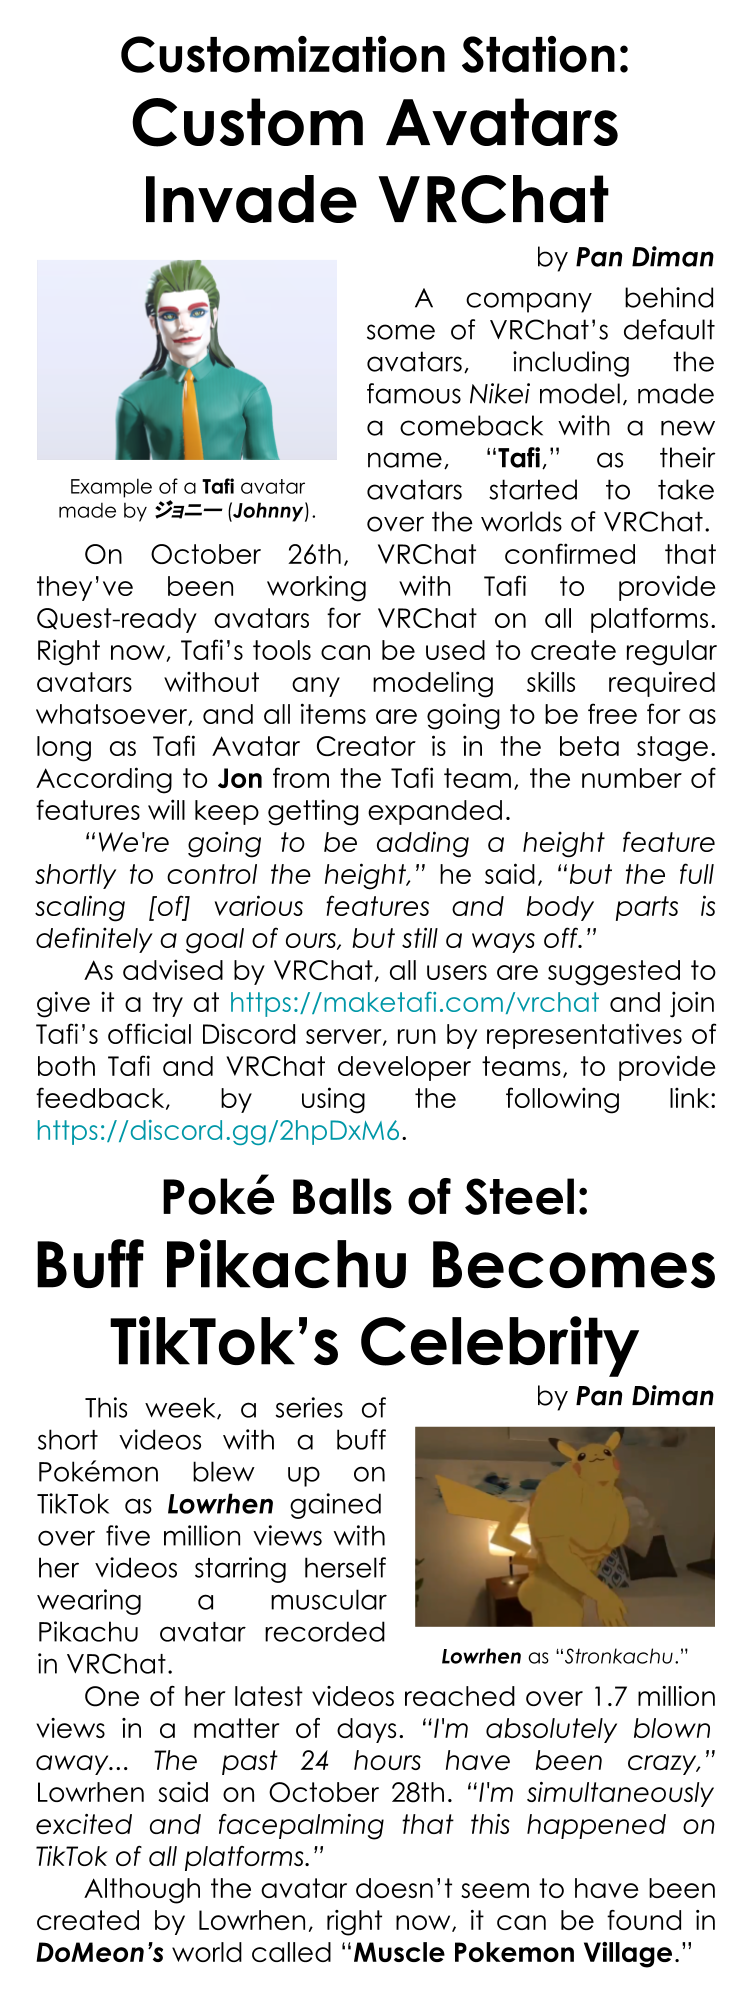 Customization Station:
Custom Avatars
Invade VRChat
by Pan Diman
Example of a Tafi avatar
made by ジョニー (Johnny).
A company behind
some of VRChat’s default
avatars, including the
famous Nikei model, made
a comeback with a new
name, “Tafi,” as their
avatars started to take
over the worlds of VRChat.
On October 26th, VRChat confirmed that
they’ve been working with Tafi to provide
Quest-ready avatars for VRChat on all platforms.
Right now, Tafi’s tools can be used to create regular
avatars without any modeling skills required
whatsoever, and all items are going to be free for as
long as Tafi Avatar Creator is in the beta stage.
According to Jon from the Tafi team, the number of
features will keep getting expanded.
“We're going to be adding a height feature
shortly to control the height,” he said, “but the full
scaling [of] various features and body parts is
definitely a goal of ours, but still a ways off.”
As advised by VRChat, all users are suggested to
give it a try at https://maketafi.com/vrchat and join
Tafi’s official Discord server, run by representatives of
both Tafi and VRChat developer teams, to provide
feedback, by using the following link:
https://discord.gg/2hpDxM6.
Poké Balls of Steel:
Buff Pikachu Becomes
TikTok’s Celebrity
by Pan Diman
This week, a series of
short videos with a buff
Pokémon blew up on
TikTok as Lowrhen gained
over five million views with
her videos starring herself
wearing a muscular
Pikachu avatar recorded
in VRChat.
Lowrhen as “Stronkachu.”
One of her latest videos reached over 1.7 million
views in a matter of days. “I'm absolutely blown
away... The past 24 hours have been crazy,”
Lowrhen said on October 28th. “I'm simultaneously
excited and facepalming that this happened on
TikTok of all platforms.”
Although the avatar doesn’t seem to have been
created by Lowrhen, right now, it can be found in
DoMeon’s world called “Muscle Pokemon Village.”